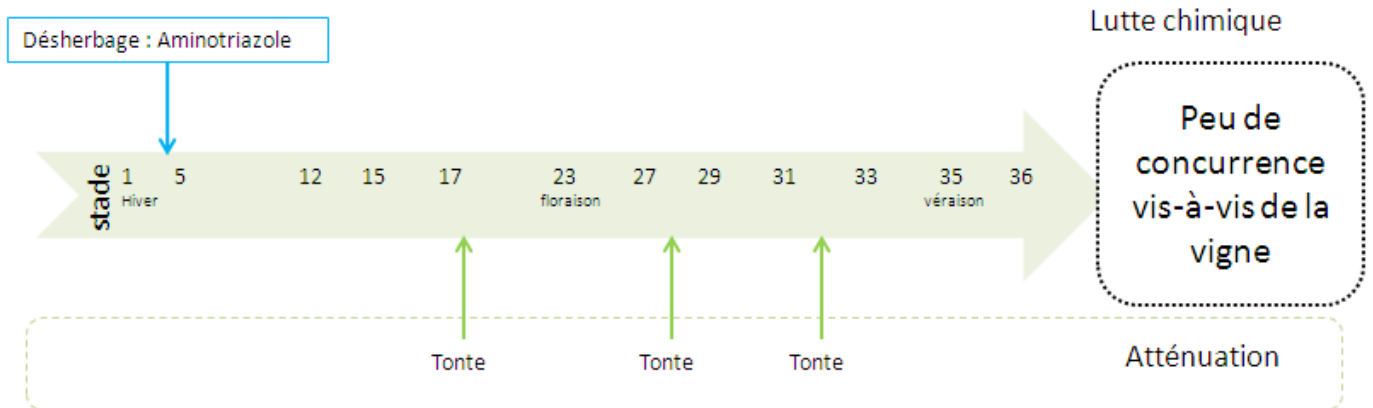 Lutte chimique
Désherbage : Aminotriazole
Peu de
concurrence
vis-à-vis de la
vigne
stade
1 5 12 15 17 23 27 29 31 33 35 36
Hiver floraison véraison
Tonte Tonte Tonte
Atténuation